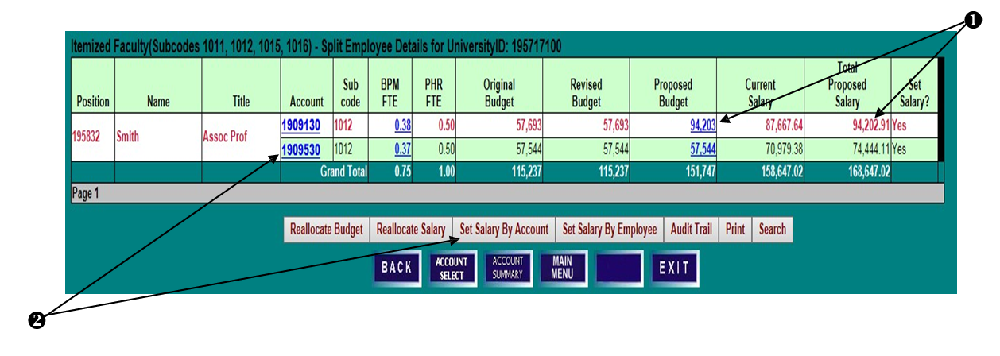 ❶
Itemized Faculty(Subcodes 1011, 1012, 1015, 1016) - Split Employee Details for UniversityID: 195717100
Position Name Title Account Sub code BPM FTE PHR FTE Original Budget Revised Budget Proposed Budget Current Salary Total Proposed Salary Set Salary?
195832 Smith Assoc Prof 1909130 1012 0.38 0.50 57,693 57,693 94,203 87,667.64 94,202.91 Yes
1909530 1012 0.37 0.50 57,544 57,544 57,544 70,979.38 74,444.11 Yes
Grand Total 0.75 1.00 115,237 115,237 151,747 158,647.02 168,647.02
Page 1
Reallocate Budget Reallocate Salary Set Salary By Account Set Salary By Employee Audit Trail Print Search
BACK ACCOUNT SELECT ACCOUNT SUMMARY MAIN MENU EXIT
❷